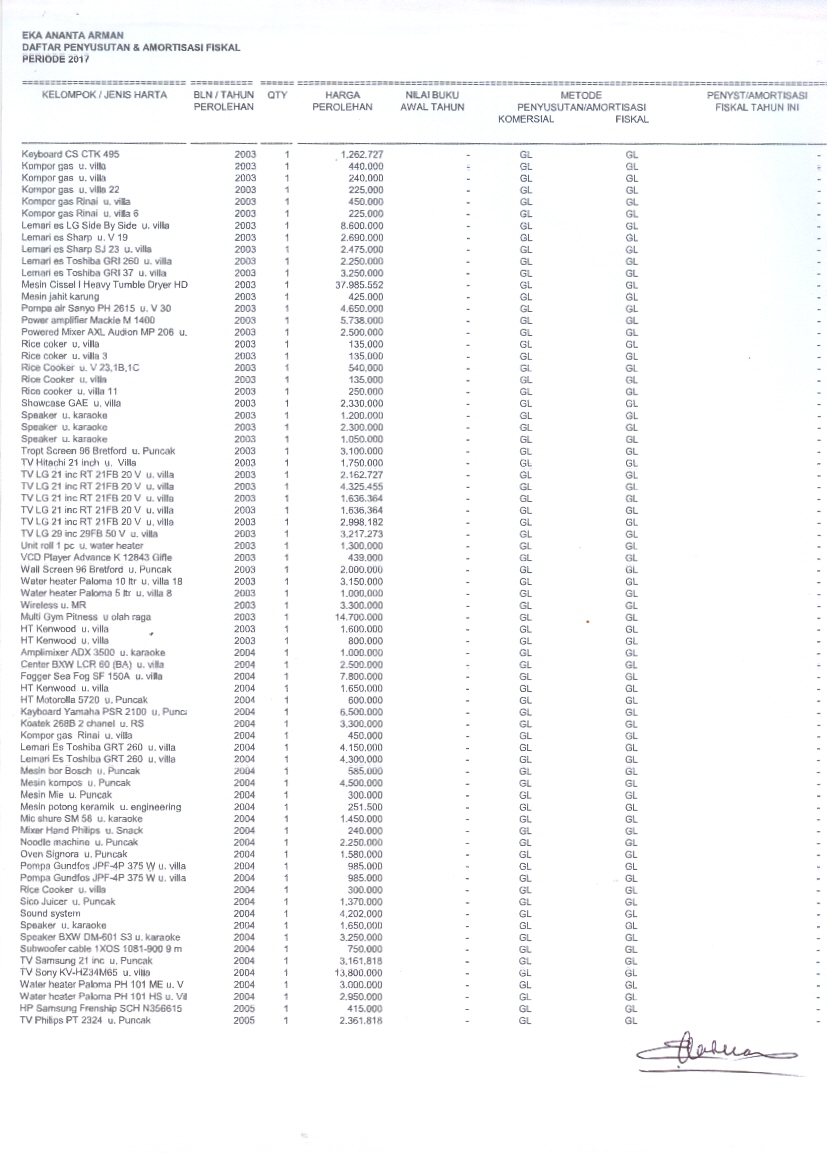 EKA ANANTA ARMAN
DAFTAR PENYUSUTAN & AMORTISASI FISKAL
PERIODE 2017
KELOMPOK / JENIS HARTA BLN / TAHUN QTY HARGA NILAI BUKU METODE PENYST/AMORTISASI
PEROLEHAN PEROLEHAN AWAL TAHUN PENYUSUTAN/AMORTISASI FISKAL TAHUN INI
KOMERSIAL FISKAL
Keyboard CS CTK 495 2003 1 1.262.727 - GL GL -
Kompor gas u. villa 2003 1 440.000 - GL GL -
Kompor gas u. villa 2003 1 240.000 - GL GL -
Kompor gas u. villa 22 2003 1 225.000 - GL GL -
Kompor gas Rinai u. villa 2003 1 450.000 - GL GL -
Kompor gas Rinai u. villa 6 2003 1 225.000 - GL GL -
Lemari es LG Side By Side u. villa 2003 1 8.600.000 - GL GL -
Lemari es Sharp u. V 19 2003 1 2.690.000 - GL GL -
Lemari es Sharp SJ 23 u. villa 2003 1 2.475.000 - GL GL -
Lemari es Toshiba GRI 260 u. villa 2003 1 2.250.000 - GL GL -
Lemari es Toshiba GRI 37 u. villa 2003 1 3.250.000 - GL GL -
Mesin Cissel I Heavy Tumble Dryer HD 2003 1 37.985.552 - GL GL -
Mesin jahit karung 2003 1 425.000 - GL GL -
Pompa air Sanyo PH 2615 u. V 30 2003 1 4.650.000 - GL GL -
Power amplifier Mackie M 1400 2003 1 5.738.000 - GL GL -
Powered Mixer AXL Audion MP 206 u. 2003 1 2.500.000 - GL GL -
Rice coker u. villa 2003 1 135.000 - GL GL -
Rice coker u. villa 3 2003 1 135.000 - GL GL -
Rice Cooker u. V 23,1B,1C 2003 1 540.000 - GL GL -
Rice Cooker u. villa 2003 1 135.000 - GL GL -
Rice cooker u. villa 11 2003 1 250.000 - GL GL -
Showcase GAE u. villa 2003 1 2.330.000 - GL GL -
Speaker u. karaoke 2003 1 1.200.000 - GL GL -
Speaker u. karaoke 2003 1 2.300.000 - GL GL -
Speaker u. karaoke 2003 1 1.050.000 - GL GL -
Tropt Screen 96 Bretford u. Puncak 2003 1 3.100.000 - GL GL -
TV Hitachi 21 inch u. Villa 2003 1 1.750.000 - GL GL -
TV LG 21 inc RT 21FB 20 V u. villa 2003 1 2.162.727 - GL GL -
TV LG 21 inc RT 21FB 20 V u. villa 2003 1 4.325.455 - GL GL -
TV LG 21 inc RT 21FB 20 V u. villa 2003 1 1.636.364 - GL GL -
TV LG 21 inc RT 21FB 20 V u. villa 2003 1 1.636.364 - GL GL -
TV LG 21 inc RT 21FB 20 V u. villa 2003 1 2.998.182 - GL GL -
TV LG 29 inc 29FB 50 V u. villa 2003 1 3.217.273 - GL GL -
Unit roll 1 pc u. water heater 2003 1 1.300.000 - GL GL -
VCD Player Advance K 12843 Gifle 2003 1 439.000 - GL GL -
Wall Screen 96 Bretford u. Puncak 2003 1 2.000.000 - GL GL -
Water heater Paloma 10 ltr u. villa 18 2003 1 3.150.000 - GL GL -
Water heater Paloma 5 ltr u. villa 8 2003 1 1.000.000 - GL GL -
Wireless u. MR 2003 1 3.300.000 - GL GL -
Multi Gym Pitness u olah raga 2003 1 14.700.000 - GL GL -
HT Kenwood u. villa 2003 1 1.600.000 - GL GL -
HT Kenwood u. villa 2003 1 800.000 - GL GL -
Amplimixer ADX 3500 u. karaoke 2004 1 1.000.000 - GL GL -
Center BXW LCR 60 (BA) u. villa 2004 1 2.500.000 - GL GL -
Fogger Sea Fog SF 150A u. villa 2004 1 7.800.000 - GL GL -
HT Kenwood u. villa 2004 1 1.650.000 - GL GL -
HT Motorolla 5720 u. Puncak 2004 1 600.000 - GL GL -
Kayboard Yamaha PSR 2100 u. Punca 2004 1 6.500.000 - GL GL -
Kostek 268B 2 chanel u. RS 2004 1 3.300.000 - GL GL -
Kompor gas Rinai u. villa 2004 1 450.000 - GL GL -
Lemari Es Toshiba GRT 260 u. villa 2004 1 4.150.000 - GL GL -
Lemari Es Toshiba GRT 260 u. villa 2004 1 4.300.000 - GL GL -
Mesin bor Bosch u. Puncak 2004 1 585.000 - GL GL -
Mesin kompos u. Puncak 2004 1 4.500.000 - GL GL -
Mesin Mie u. Puncak 2004 1 300.000 - GL GL -
Mesin potong keramik u. engineering 2004 1 251.500 - GL GL -
Mic shure SM 58 u. karaoke 2004 1 1.450.000 - GL GL -
Mixer Hand Philips u. Snack 2004 1 240.000 - GL GL -
Noodle machine u. Puncak 2004 1 2.250.000 - GL GL -
Oven Signora u. Puncak 2004 1 1.580.000 - GL GL -
Pompa Gundfos JPF-4P 375 W u. villa 2004 1 985.000 - GL GL -
Pompa Gundfos JPF-4P 375 W u. villa 2004 1 985.000 - GL GL -
Rice Cooker u. villa 2004 1 300.000 - GL GL -
Sico Juicer u. Puncak 2004 1 1.370.000 - GL GL -
Sound system 2004 1 4.202.000 - GL GL -
Speaker u. karaoke 2004 1 1.650.000 - GL GL -
Speaker BXW DM-601 S3 u. karaoke 2004 1 3.250.000 - GL GL -
Subwoofer cable 1XOS 1081-900 9 m 2004 1 750.000 - GL GL -
TV Samsung 21 inc u. Puncak 2004 1 3.161.818 - GL GL -
TV Sony KV-HZ34M65 u. villa 2004 1 13.800.000 - GL GL -
Water heater Paloma PH 101 ME u. V 2004 1 3.000.000 - GL GL -
Water heater Paloma PH 101 HS u. Vil 2004 1 2.950.000 - GL GL -
HP Samsung Frenship SCH N356615 2005 1 415.000 - GL GL -
TV Philips PT 2324 u. Puncak 2005 1 2.361.818 - GL GL -